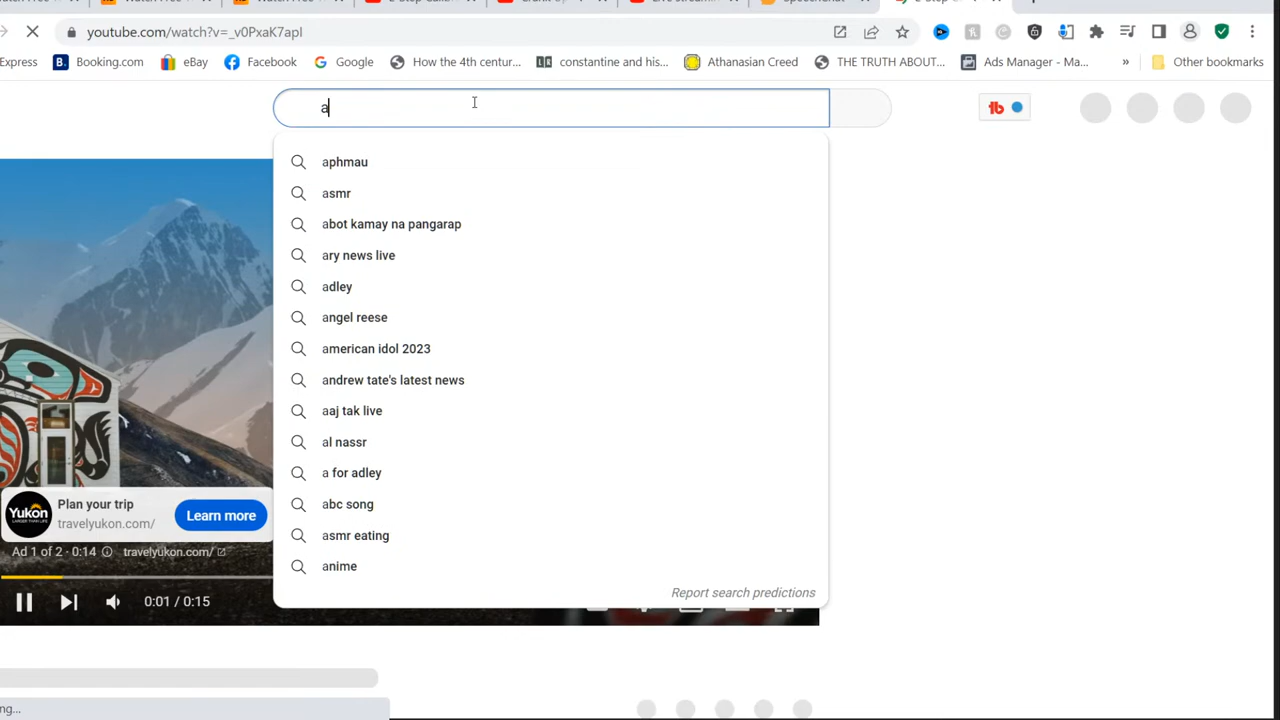 youtube.com/watch?v=_v0PxaK7apI
Express
Booking.com
eBay
Facebook
Google
How the 4th centur...
constantine and his...
Athanasian Creed
THE TRUTH ABOUT...
Ads Manager - Ma...
»
Other bookmarks
a
aphmau
asmr
abot kamay na pangarap
ary news live
adley
angel reese
american idol 2023
andrew tate's latest news
aaj tak live
al nassr
a for adley
abc song
asmr eating
anime
Report search predictions
Yukon
LARGER THAN LIFE
Plan your trip
travelyukon.com/
Learn more
Ad 1 of 2 · 0:14
travelyukon.com/
0:01 / 0:15
ng...